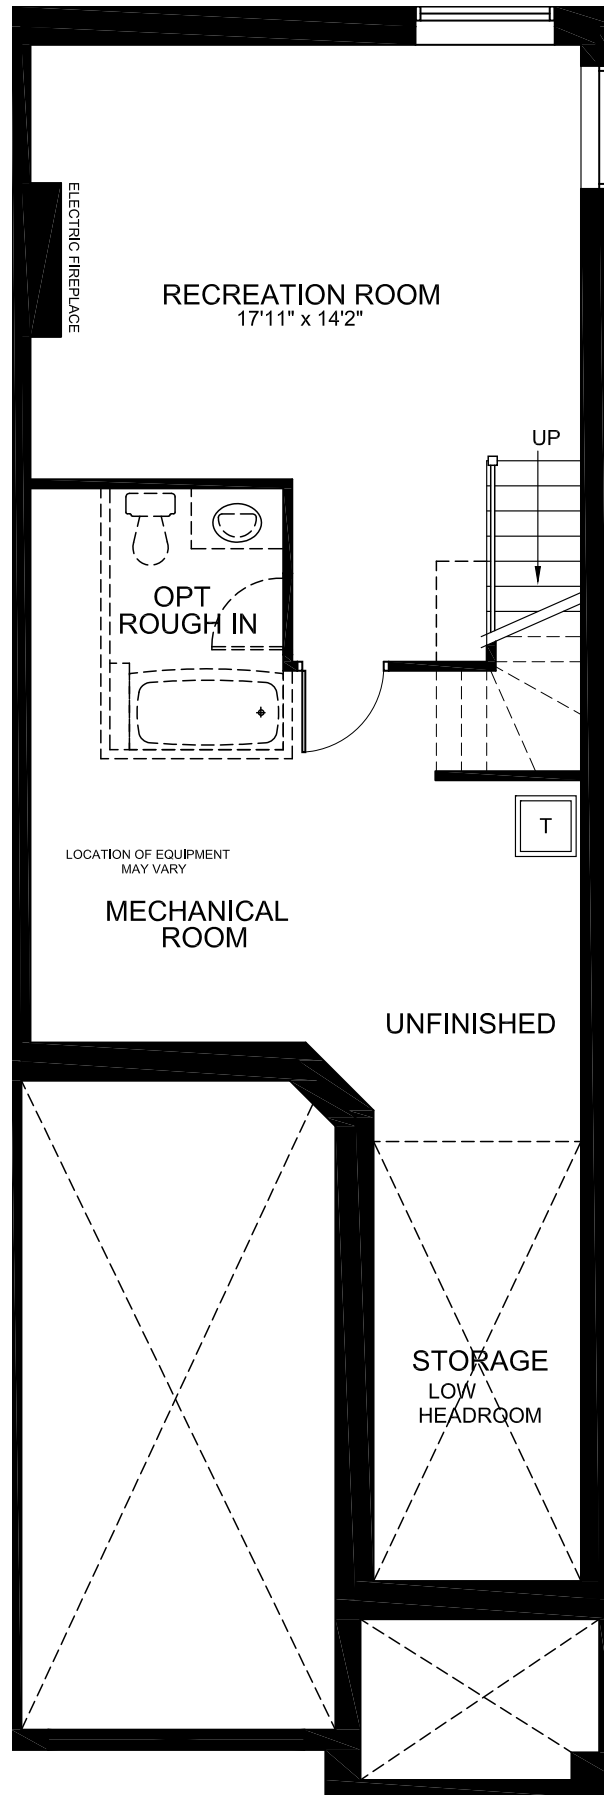 ELECTRIC FIREPLACE
RECREATION ROOM
17'11" x 14'2"
UP
OPT
ROUGH IN
T
LOCATION OF EQUIPMENT
MAY VARY
MECHANICAL
ROOM
UNFINISHED
STORAGE
LOW
HEADROOM